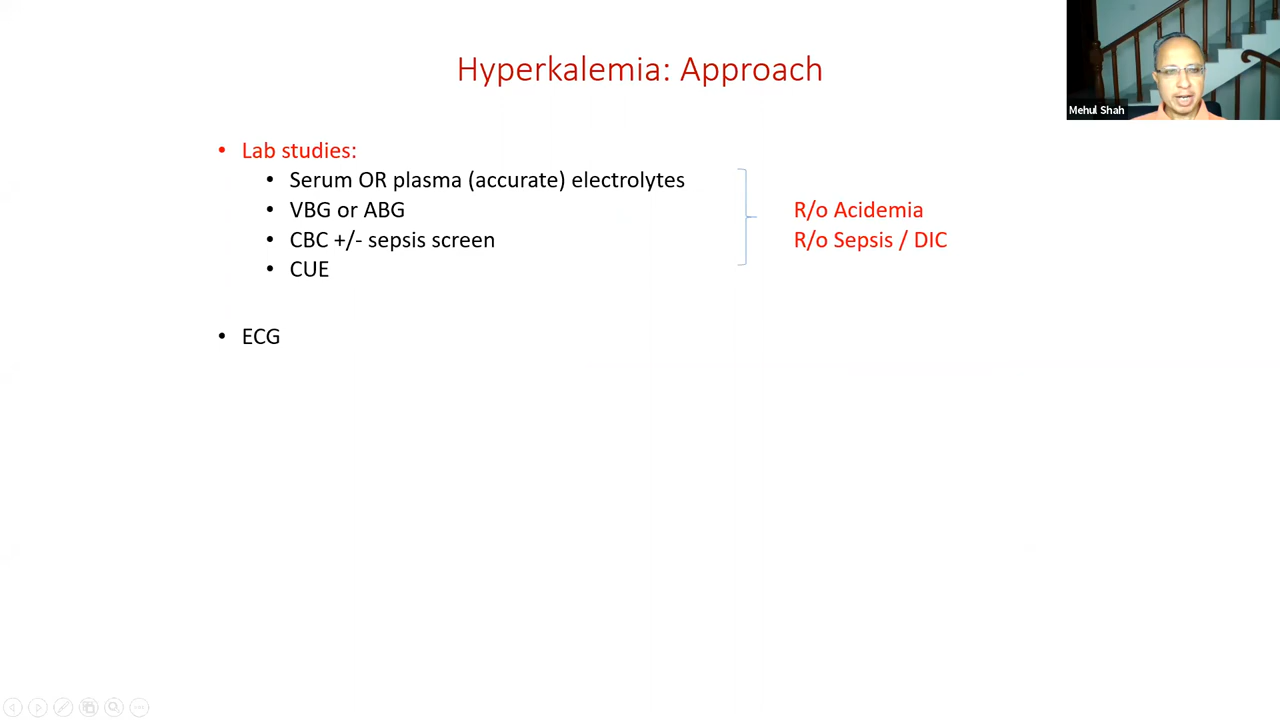 Hyperkalemia: Approach
Mehul Shah
• Lab studies:
• Serum OR plasma (accurate) electrolytes
• VBG or ABG
• CBC +/- sepsis screen
• CUE
R/o Acidemia
R/o Sepsis / DIC
• ECG